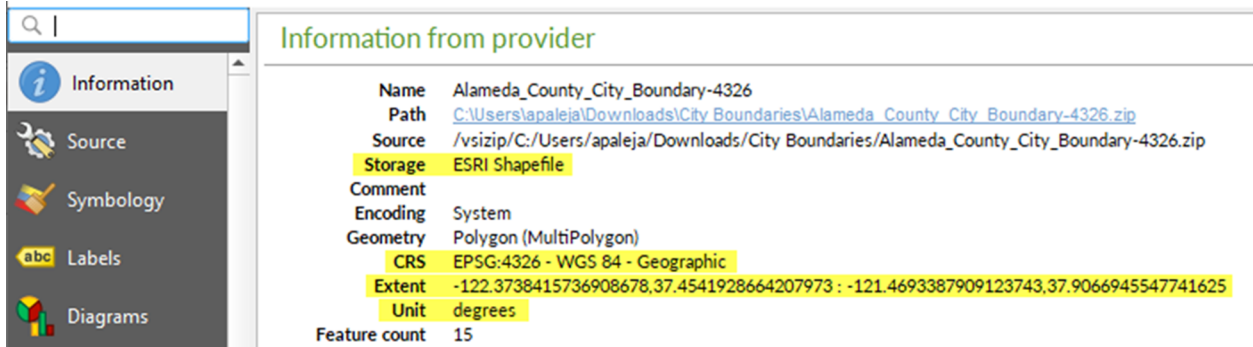 Information
Source
Symbology
abc Labels
Diagrams
Information from provider
Name Alameda_County_City_Boundary-4326
Path C:\Users\apaleja\Downloads\City Boundaries\Alameda_County_City_Boundary-4326.zip
Source /vsizip/C:/Users/apaleja/Downloads/City Boundaries/Alameda_County_City_Boundary-4326.zip
Storage ESRI Shapefile
Comment
Encoding System
Geometry Polygon (MultiPolygon)
CRS EPSG:4326 - WGS 84 - Geographic
Extent -122.3738415736908678,37.4541928664207973 : -121.4693387909123743,37.9066945547741625
Unit degrees
Feature count 15